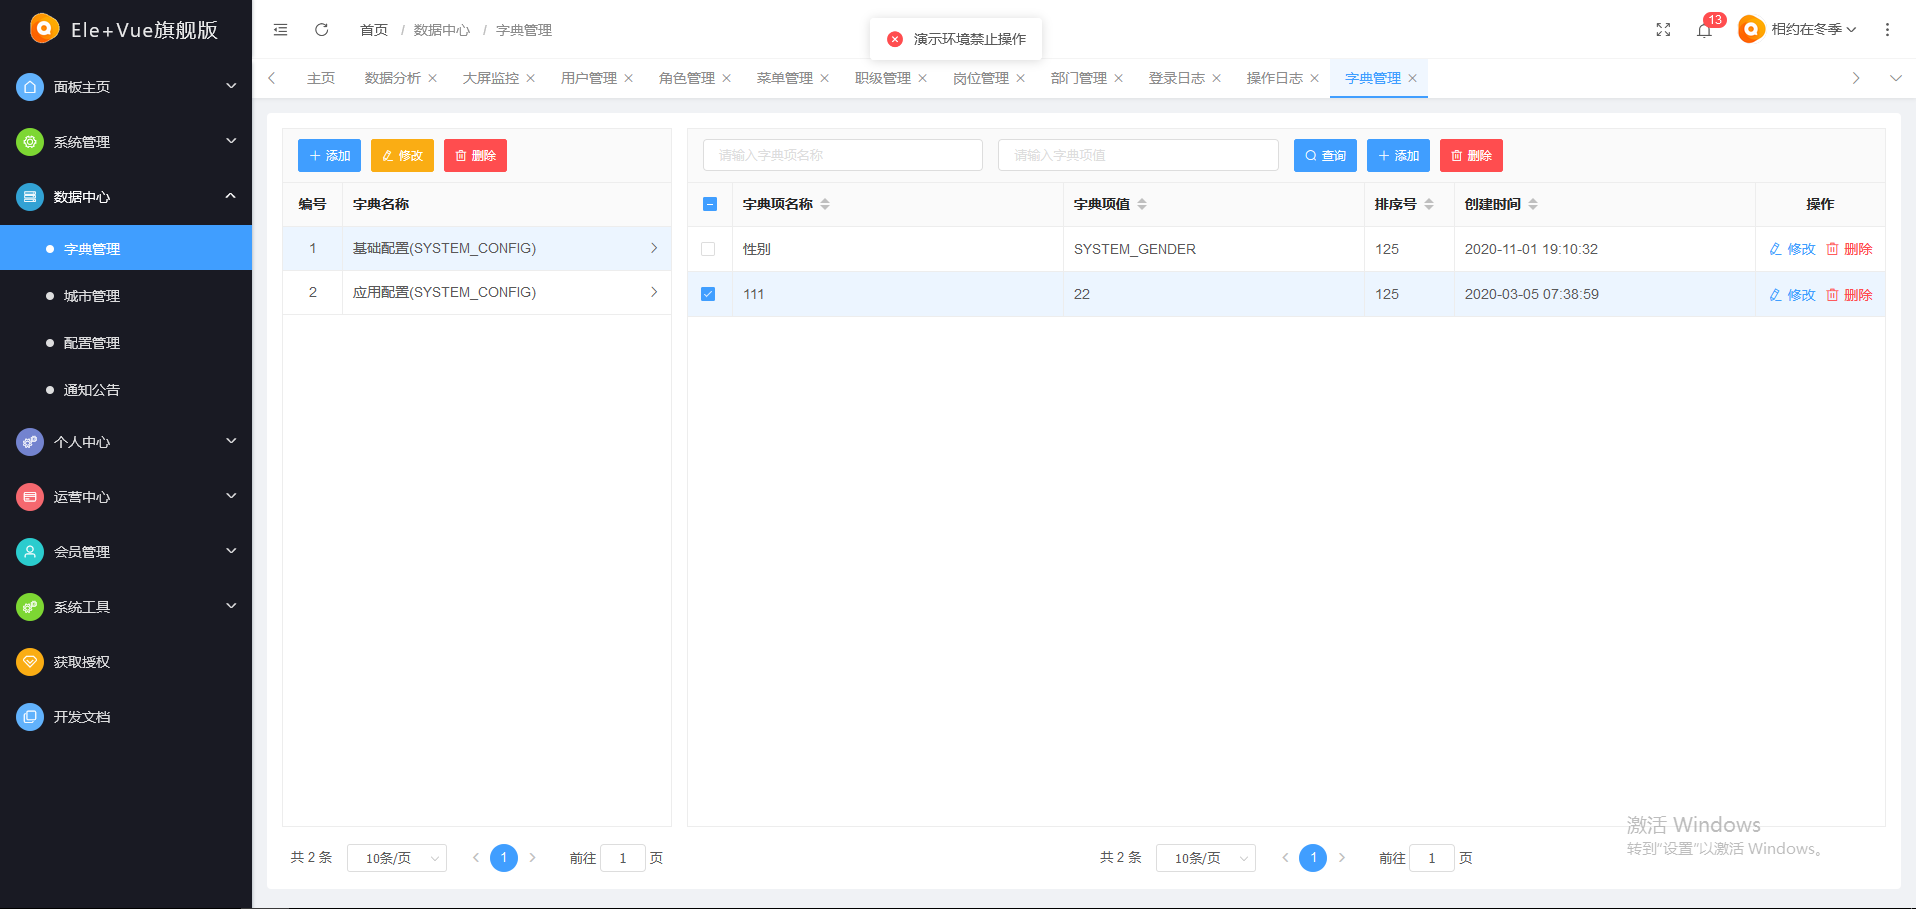 Ele+Vue旗舰版
面板主页
系统管理
数据中心
字典管理
城市管理
配置管理
通知公告
个人中心
运营中心
会员管理
系统工具
获取授权
开发文档
首页 / 数据中心 / 字典管理
演示环境禁止操作
13
相约在冬季
主页 数据分析 大屏监控 用户管理 角色管理 菜单管理 职级管理 岗位管理 部门管理 登录日志 操作日志 字典管理
添加 修改 删除
编号 字典名称
1 基础配置(SYSTEM_CONFIG)
2 应用配置(SYSTEM_CONFIG)
共 2 条 10条/页 1 前往 1 页
请输入字典项名称 请输入字典项值 查询 添加 删除
字典项名称 字典项值 排序号 创建时间 操作
性别 SYSTEM_GENDER 125 2020-11-01 19:10:32 修改 删除
111 22 125 2020-03-05 07:38:59 修改 删除
共 2 条 10条/页 1 前往 1 页
激活 Windows
转到“设置”以激活 Windows。